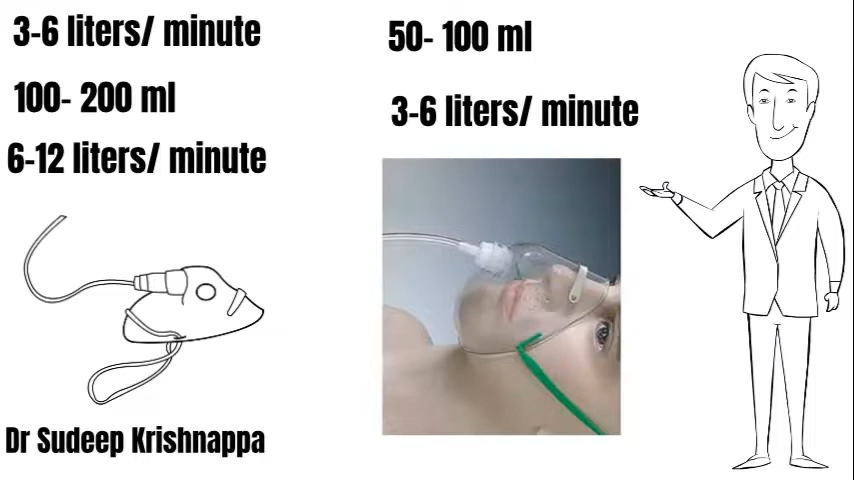 3-6 liters/ minute
100- 200 ml
6-12 liters/ minute
50- 100 ml
3-6 liters/ minute
Dr Sudeep Krishnappa